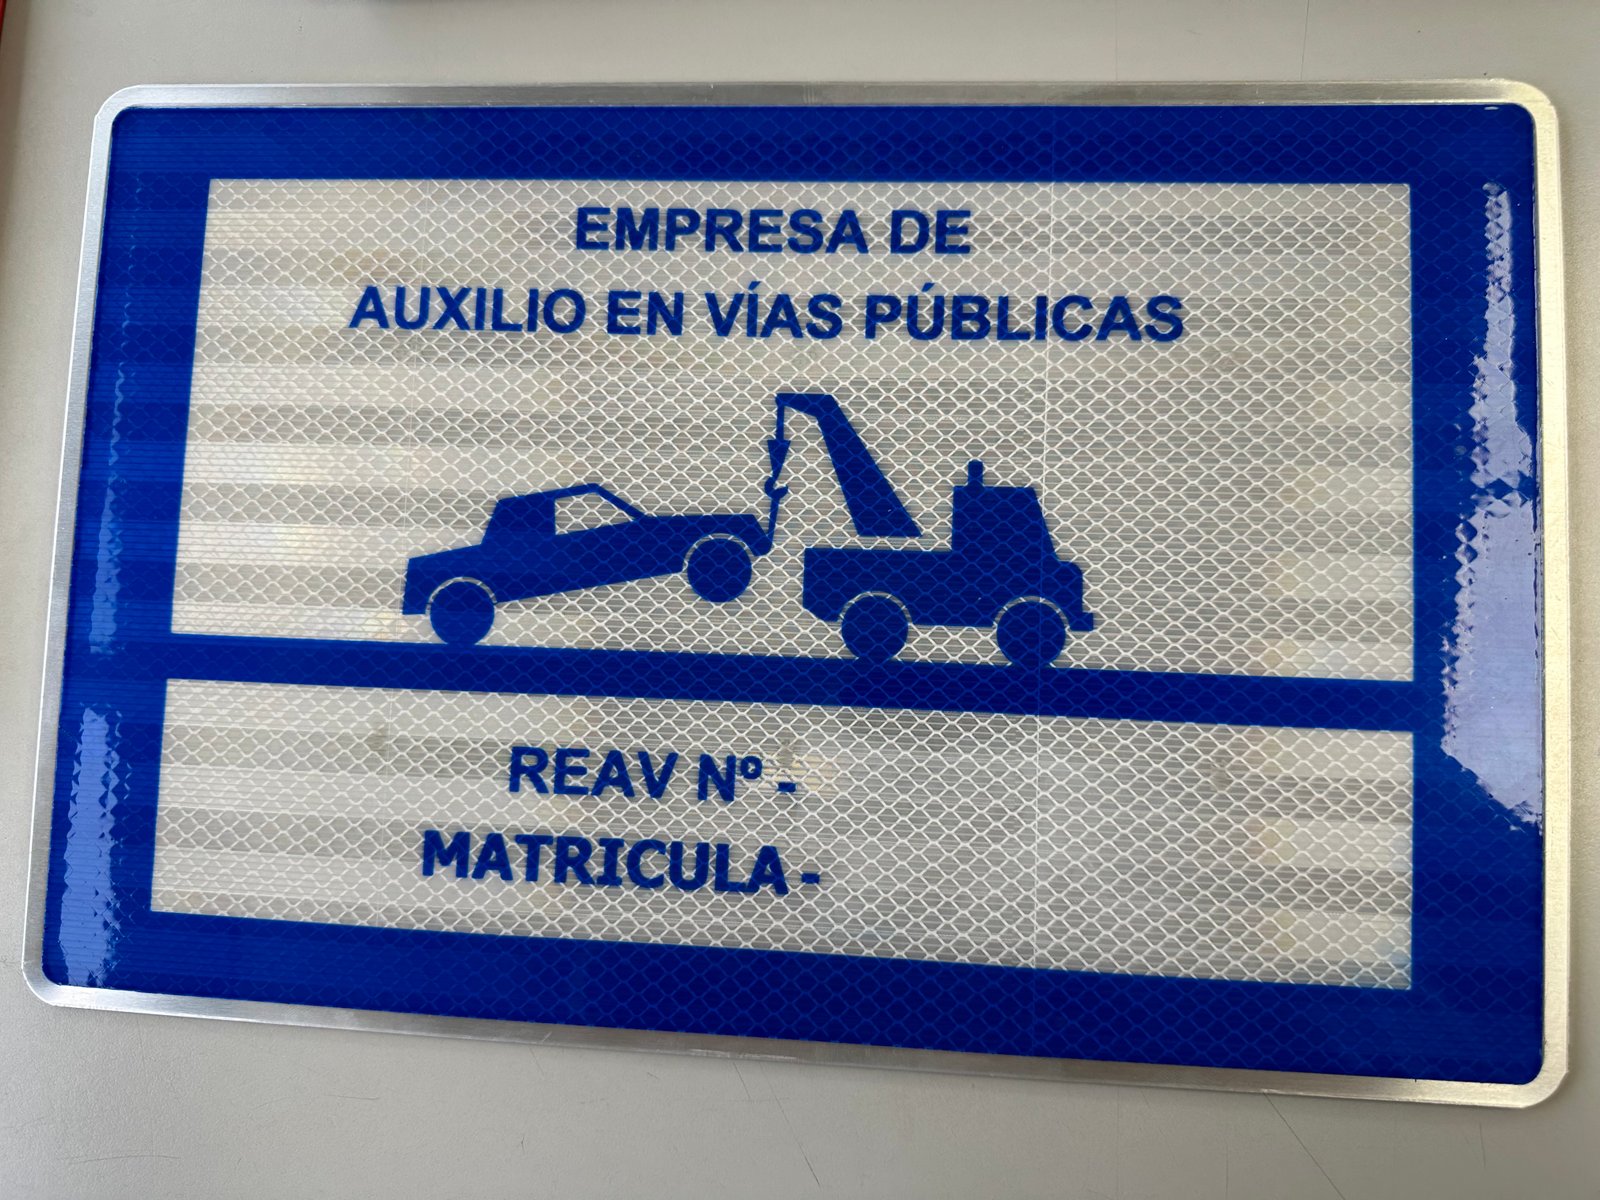 EMPRESA DE
AUXILIO EN VÍAS PÚBLICAS
REAV Nº -
MATRICULA -